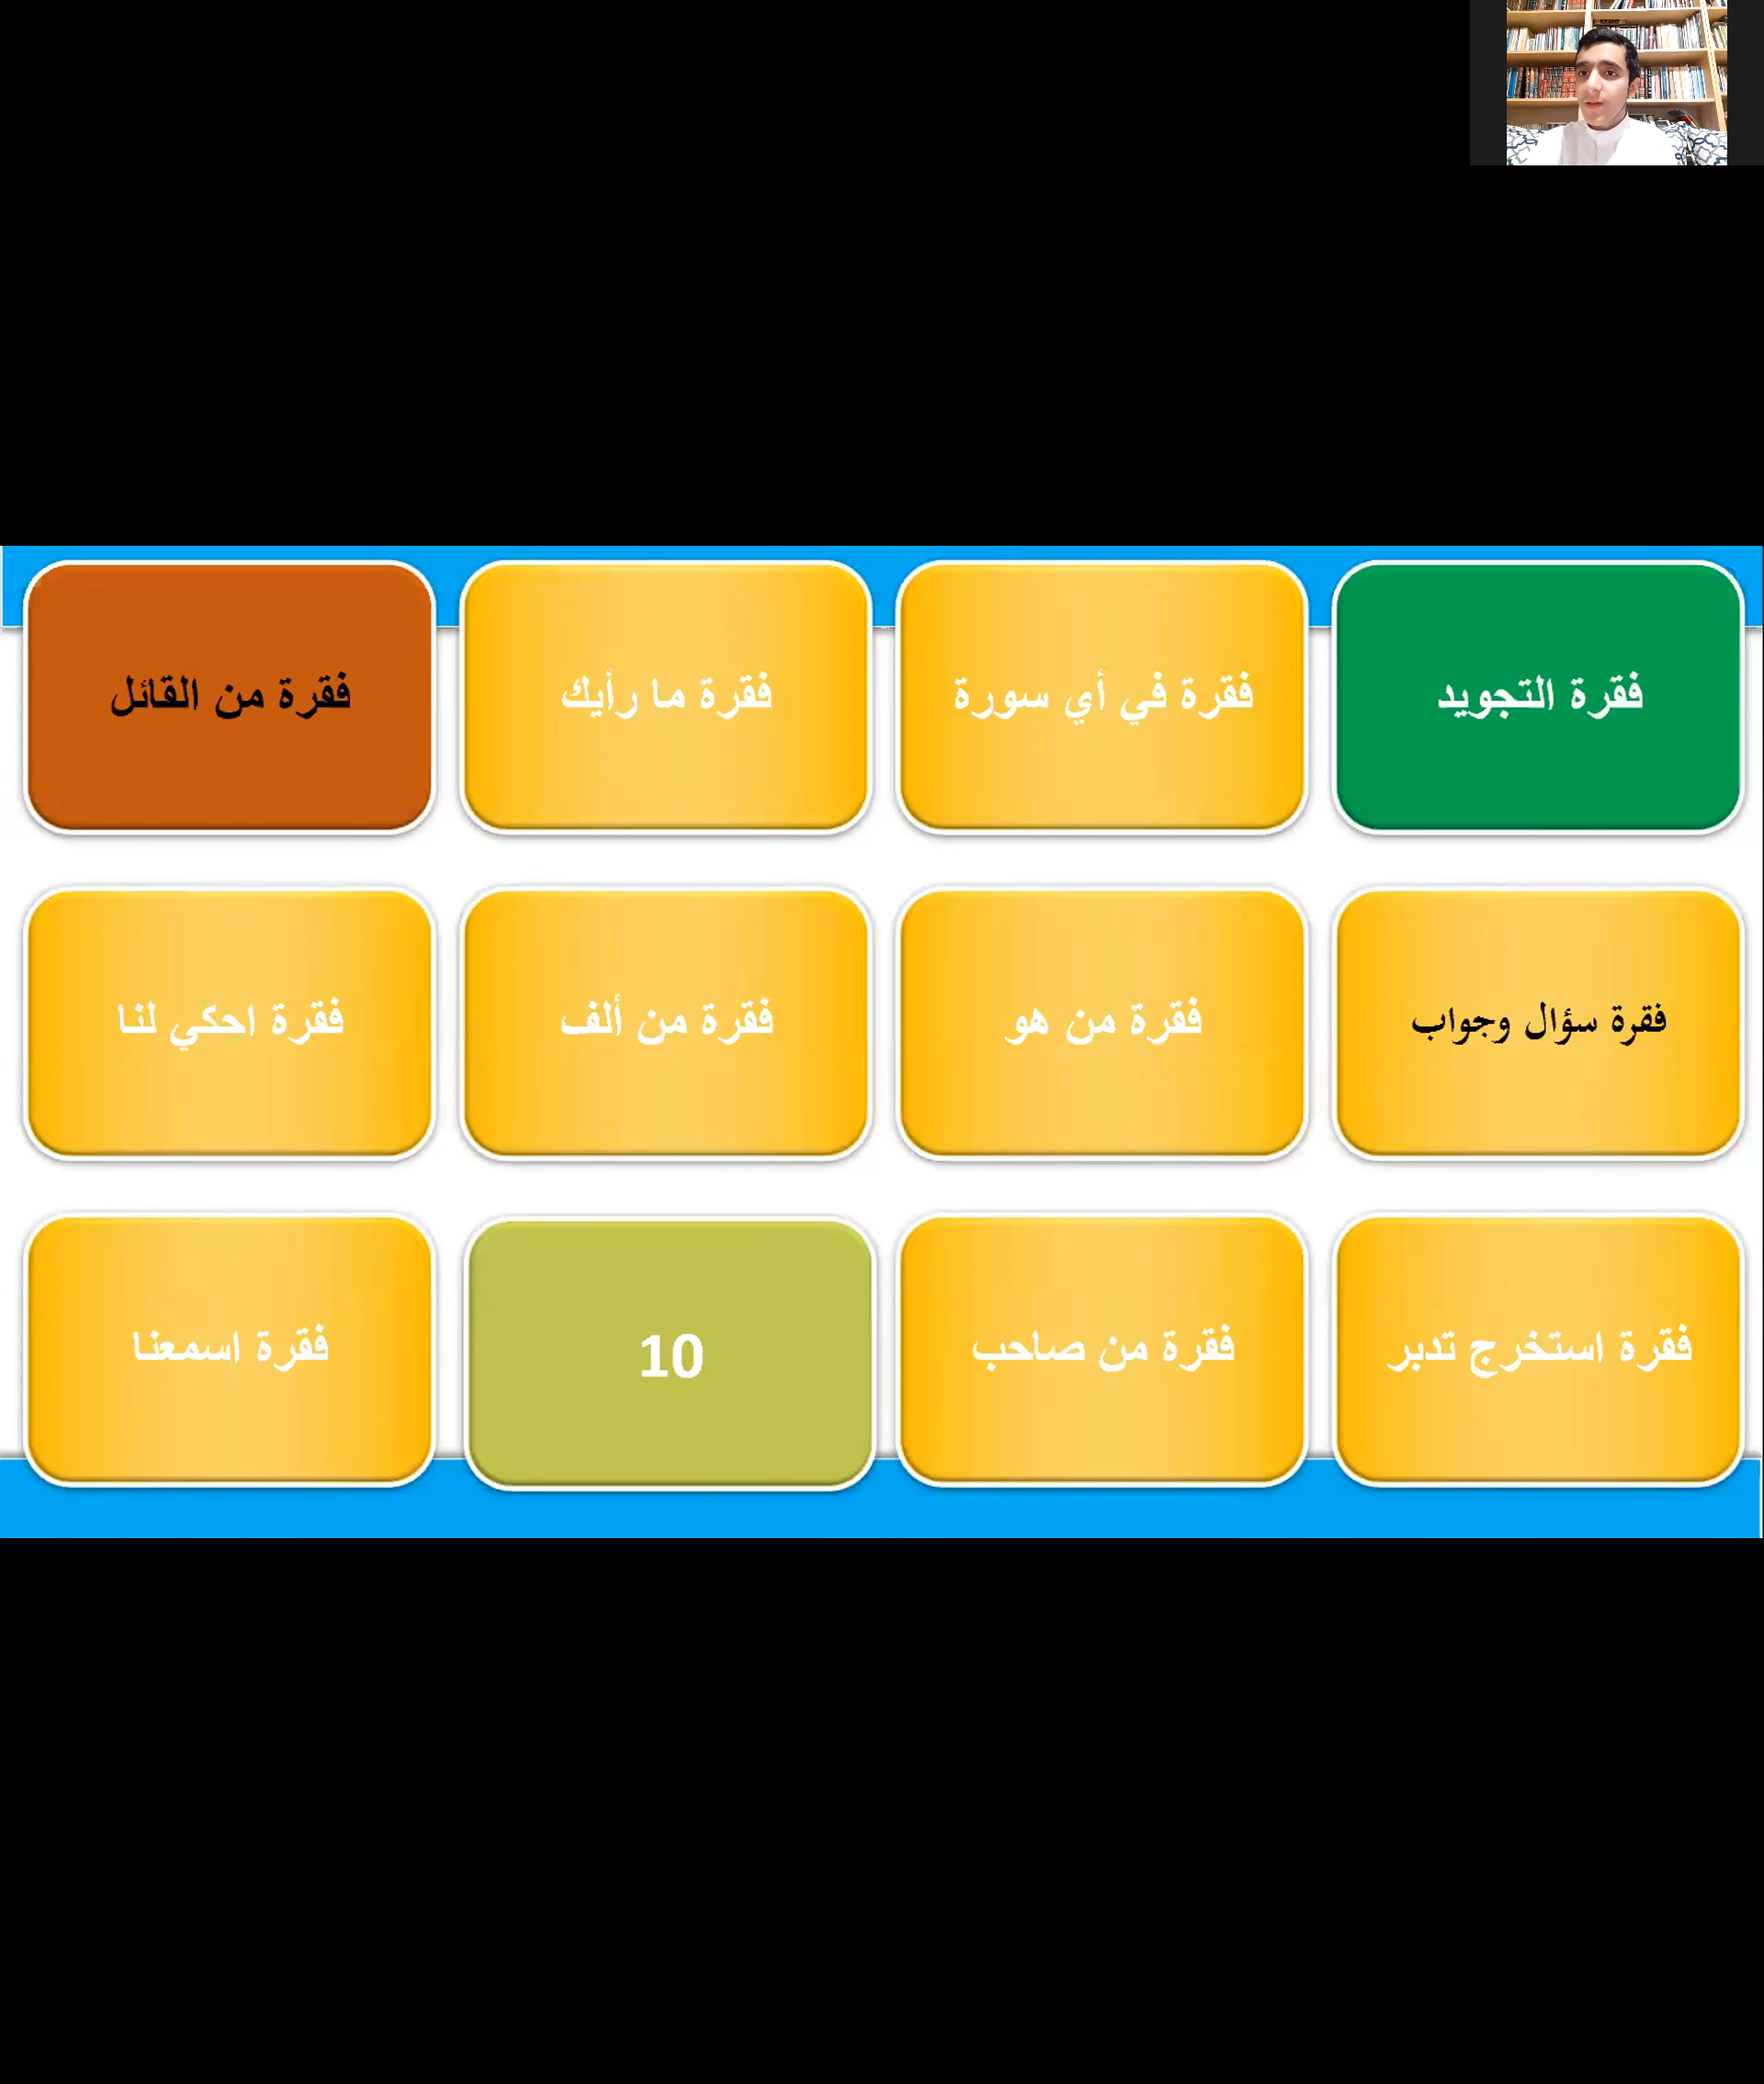 فقرة التجويد
فقرة في أي سورة
فقرة ما رأيك
فقرة من القائل
فقرة سؤال وجواب
فقرة من هو
فقرة من ألف
فقرة احكي لنا
فقرة استخرج تدبر
فقرة من صاحب
10
فقرة اسمعنا